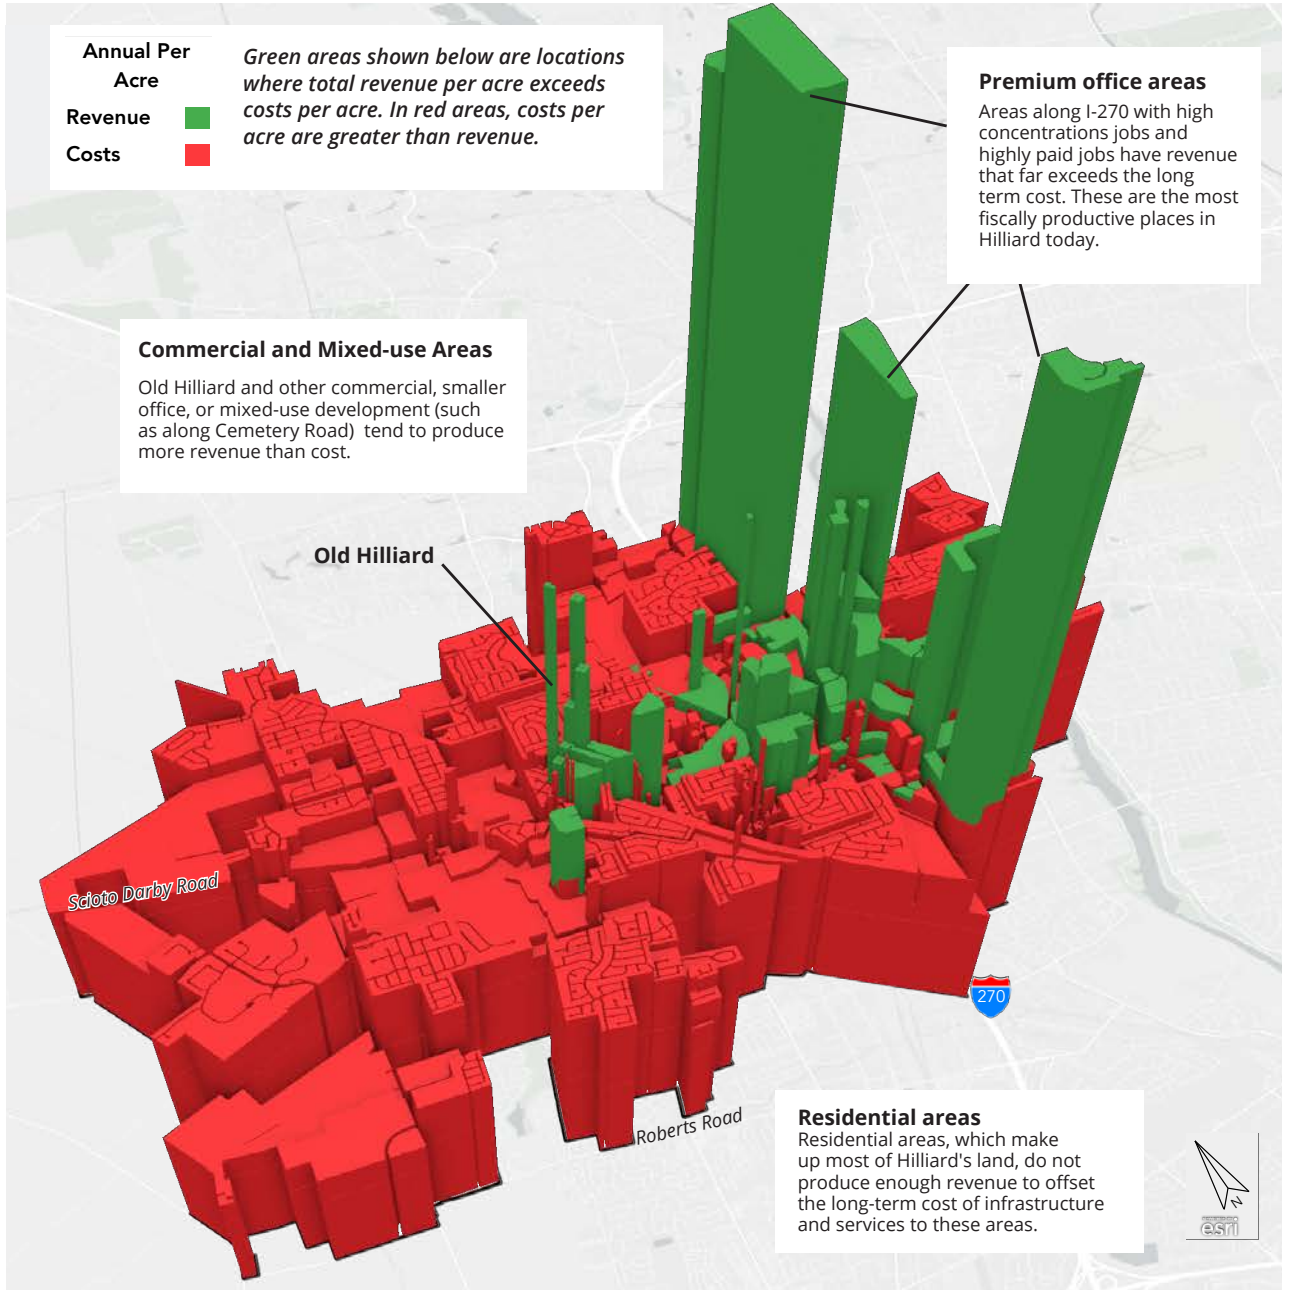 Annual Per
Acre
Revenue
Costs
Green areas shown below are locations
where total revenue per acre exceeds
costs per acre. In red areas, costs per
acre are greater than revenue.
Premium office areas
Areas along I-270 with high
concentrations jobs and
highly paid jobs have revenue
that far exceeds the long
term cost. These are the most
fiscally productive places in
Hilliard today.
Commercial and Mixed-use Areas
Old Hilliard and other commercial, smaller
office, or mixed-use development (such
as along Cemetery Road) tend to produce
more revenue than cost.
Old Hilliard
Scioto Darby Road
270
Roberts Road
Residential areas
Residential areas, which make
up most of Hilliard's land, do not
produce enough revenue to offset
the long-term cost of infrastructure
and services to these areas.
N
esri